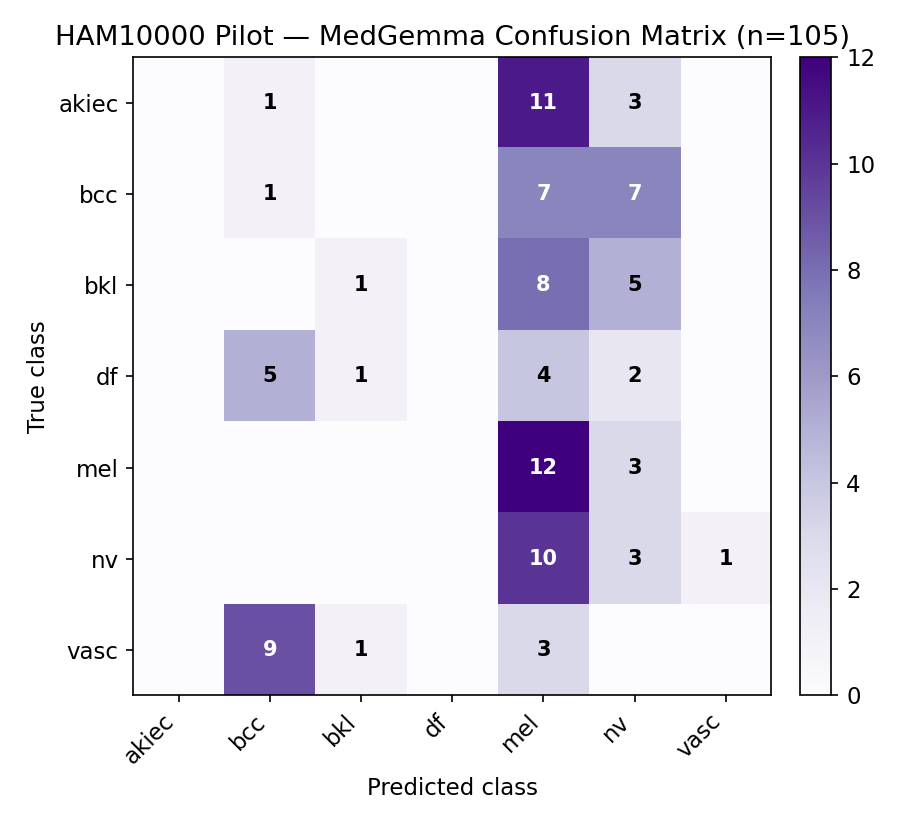 HAM10000 Pilot — MedGemma Confusion Matrix (n=105)
akiec 1 11 3
bcc 1 7 7
bkl 1 8 5
df 5 1 4 2
mel 12 3
nv 10 3 1
vasc 9 1 3
True class
akiec bcc bkl df mel nv vasc
Predicted class
12
10
8
6
4
2
0